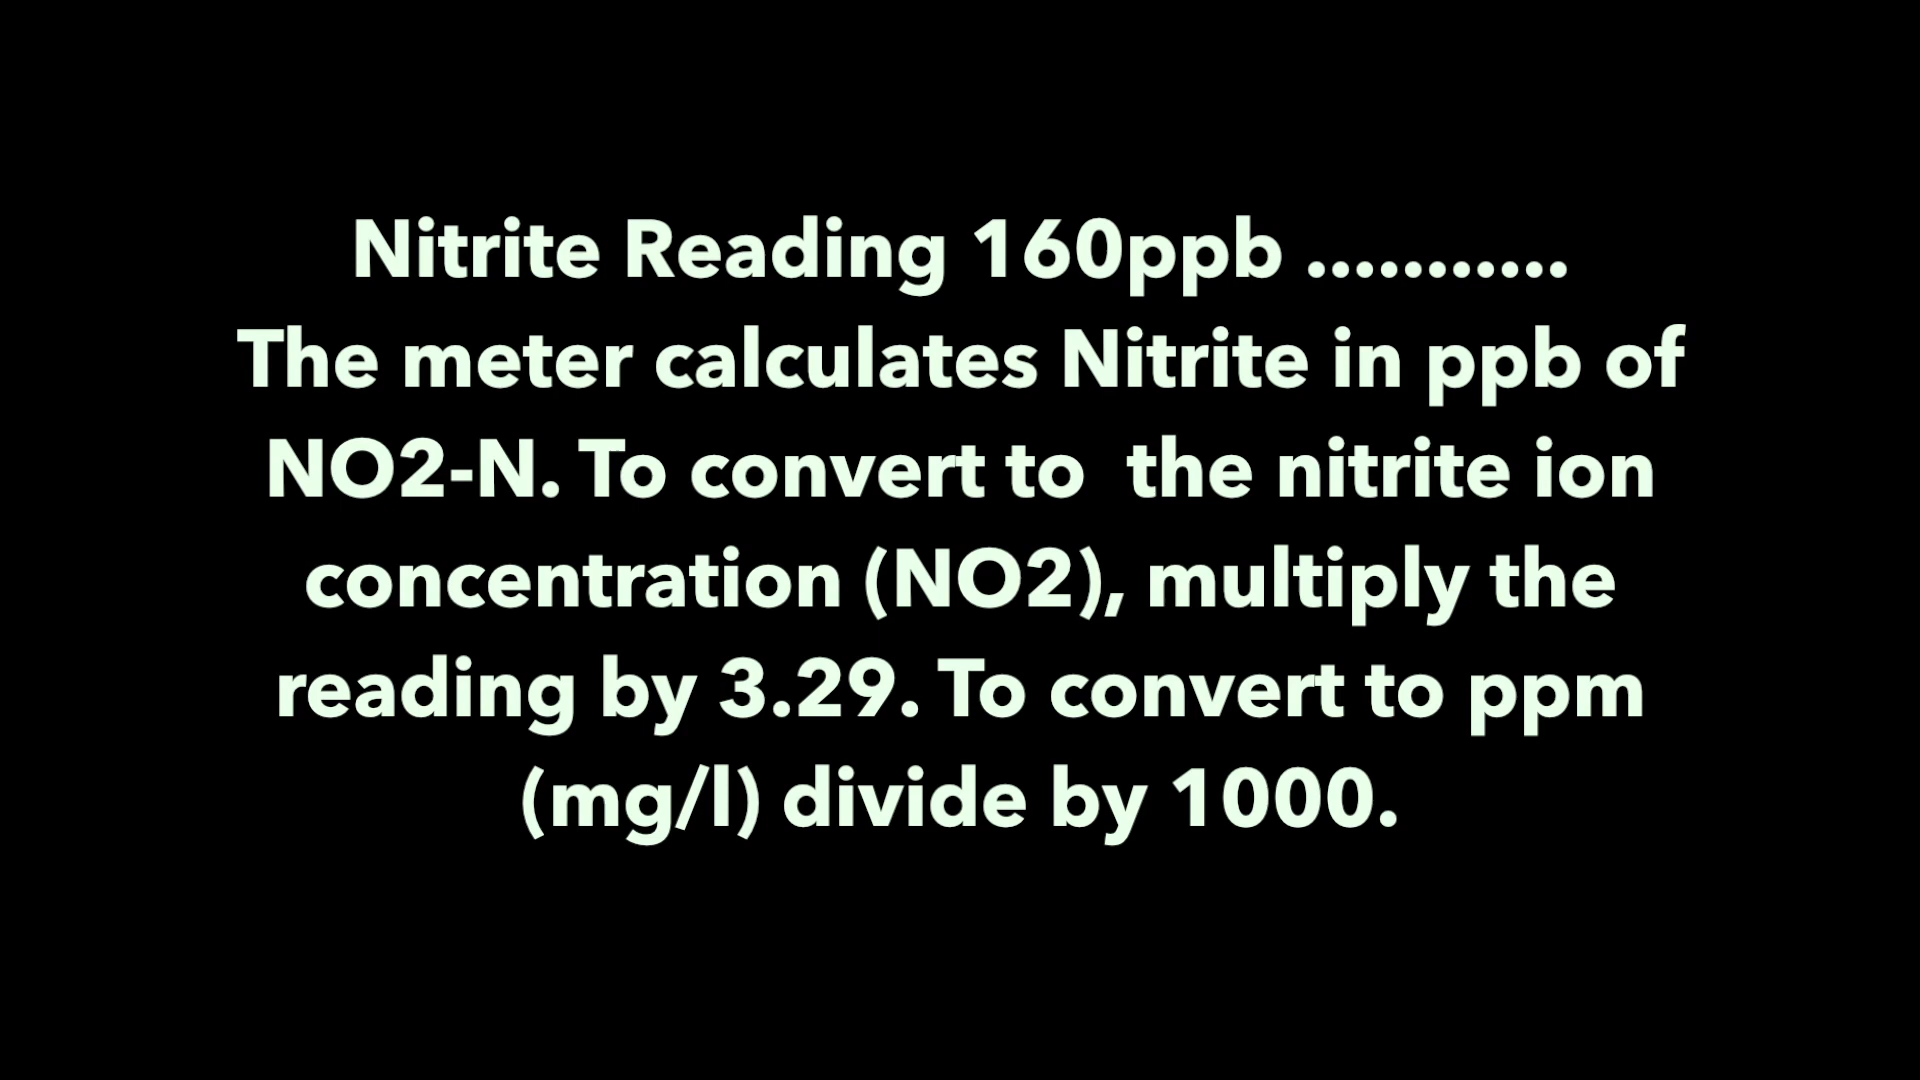 Nitrite Reading 160ppb ...........
The meter calculates Nitrite in ppb of
NO2-N. To convert to  the nitrite ion
concentration (NO2), multiply the
reading by 3.29. To convert to ppm
(mg/l) divide by 1000.